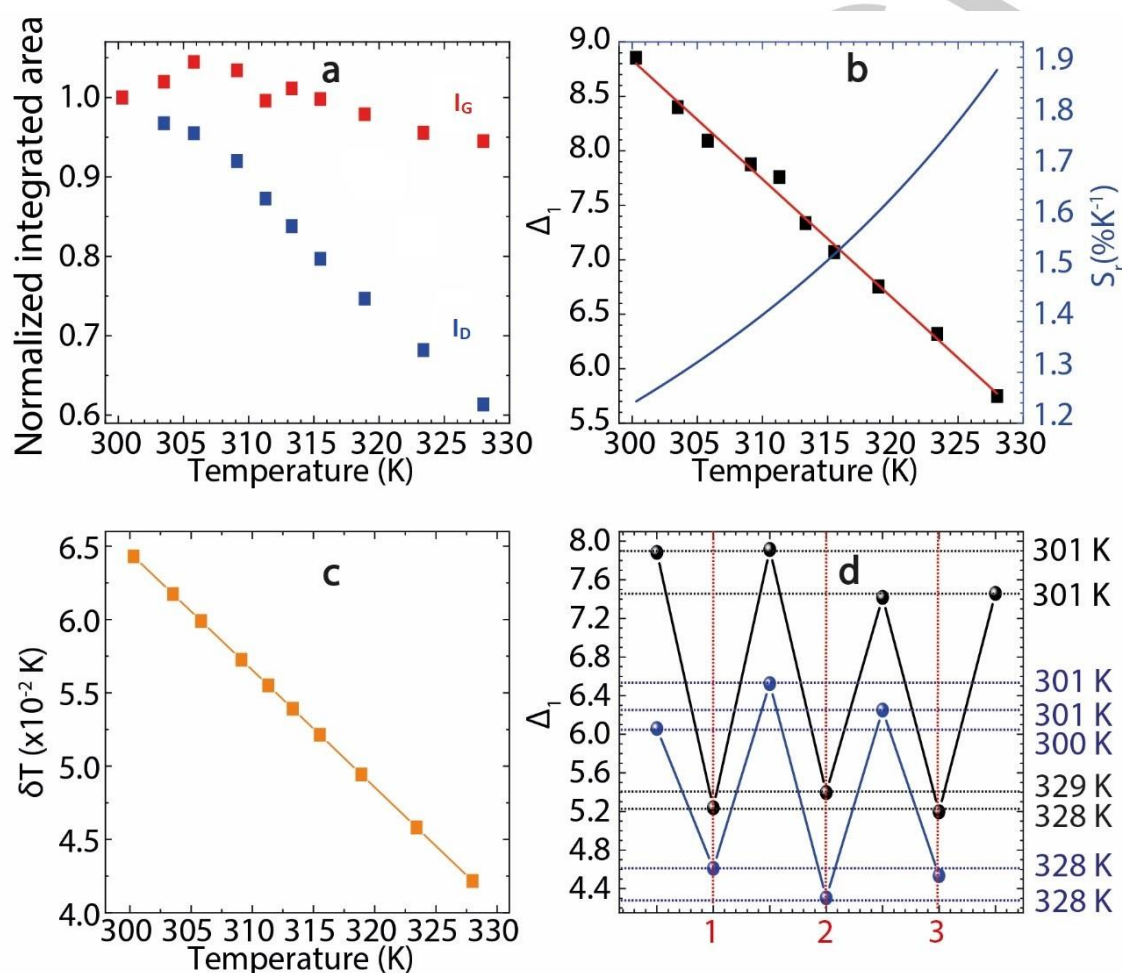 a
I_G
I_D
Normalized integrated area
1.0
0.9
0.8
0.7
0.6
300 305 310 315 320 325 330
Temperature (K)
b
Δ₁
9.0
8.5
8.0
7.5
7.0
6.5
6.0
5.5
300 305 310 315 320 325 330
Temperature (K)
1.9
1.8
1.7
1.6
1.5
1.4
1.3
1.2
S_r(%K⁻¹)
c
δT (x10⁻² K)
6.5
6.0
5.5
5.0
4.5
4.0
300 305 310 315 320 325 330
Temperature (K)
d
Δ₁
8.0
7.6
7.2
6.8
6.4
6.0
5.6
5.2
4.8
4.4
1 2 3
301 K
301 K
301 K
301 K
300 K
329 K
328 K
328 K
328 K